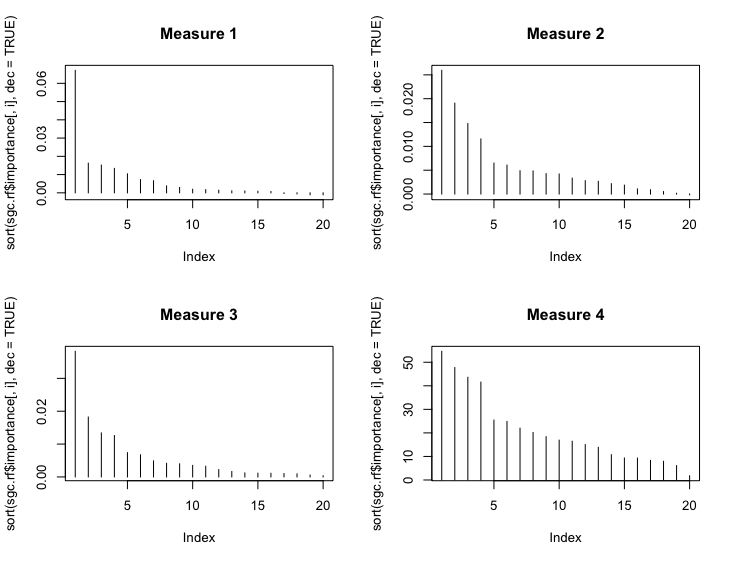 Measure 1
sort(sgc.rf$importance[, i], dec = TRUE)
0.06
0.03
0.00
5 10 15 20
Index
Measure 2
sort(sgc.rf$importance[, i], dec = TRUE)
0.020
0.010
0.000
5 10 15 20
Index
Measure 3
sort(sgc.rf$importance[, i], dec = TRUE)
0.02
0.00
5 10 15 20
Index
Measure 4
sort(sgc.rf$importance[, i], dec = TRUE)
50
30
10
0
5 10 15 20
Index